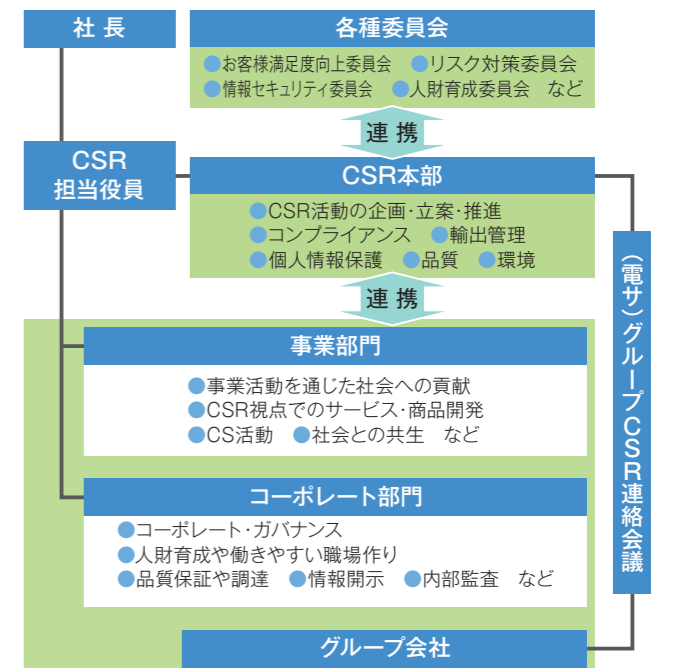 社長
各種委員会
●お客様満足度向上委員会 ●リスク対策委員会
●情報セキュリティ委員会 ●人財育成委員会 など
連携
CSR
担当役員
CSR本部
●CSR活動の企画・立案・推進
●コンプライアンス ●輸出管理
●個人情報保護 ●品質 ●環境
連携
事業部門
●事業活動を通じた社会への貢献
●CSR視点でのサービス・商品開発
●CS活動 ●社会との共生 など
コーポレート部門
●コーポレート・ガバナンス
●人財育成や働きやすい職場作り
●品質保証や調達 ●情報開示 ●内部監査 など
グループ会社
（電サ）グループCSR連絡会議